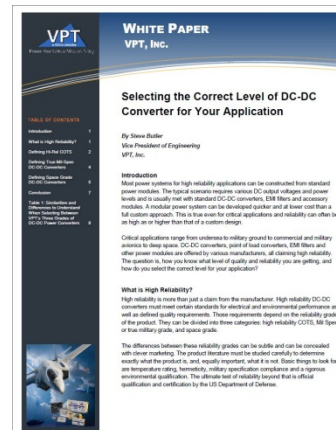 VPT
WHITE PAPER
VPT, INC.
TABLE OF CONTENTS
Introduction 1
What is High Reliability? 1
Defining Hi-Rel COTS 2
Defining True Mil-Spec
DC-DC Converters 4
Defining Space Grade
DC-DC Converters 6
Conclusion 7
Table 1: Similarities and
Differences to Understand
When Selecting Between
VPT's Three Grades of
DC-DC Power Converters 8
Selecting the Correct Level of DC-DC
Converter for Your Application
By Steve Butler
Vice President of Engineering
VPT, Inc.
Introduction
Most power systems for high reliability applications can be constructed from standard
power modules. The typical scenario requires various DC output voltages and power
levels and is usually met with standard DC-DC converters, EMI filters and accessory
modules. A modular power system can be developed quicker and at lower cost than a
full custom approach. This is true even for critical applications and reliability can often be
as high as or higher than that of a custom design.
Critical applications range from undersea to military ground to commercial and military
avionics to deep space. DC-DC converters, point of load converters, EMI filters and
other power modules are offered by various manufacturers, all claiming high reliability.
The question is, how you know what level of quality and reliability you are getting, and
how do you select the correct level for your application?
What is High Reliability?
High reliability is more than just a claim from the manufacturer. High reliability DC-DC
converters must meet certain standards for electrical and environmental performance as
well as defined quality requirements. Those requirements depend on the reliability grade
of the product. They can be divided into three categories: high reliability COTS, Mil Spec
or true military grade, and space grade.
The differences between these reliability grades can be subtle and can be concealed
with clever marketing. The product literature must be studied carefully to determine
exactly what the product is, and, equally important, what it is not. Basic things to look for
are temperature rating, hermeticity, military specification compliance and a rigorous
environmental qualification. The ultimate test of reliability beyond that is official
qualification and certification by the US Department of Defense.